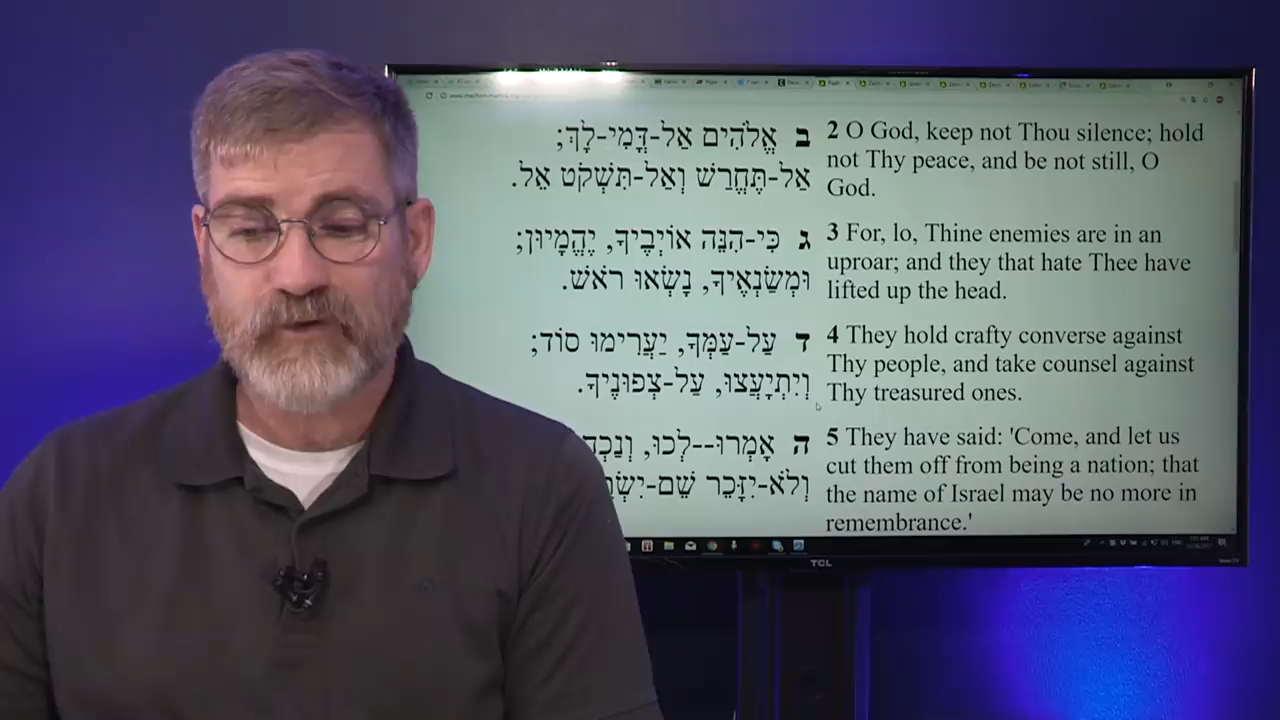 ב אֱלֹהִים אַל-דֳּמִי-לָךְ;
אַל-תֶּחֱרַשׁ וְאַל-תִּשְׁקֹט אֵל.
2 O God, keep not Thou silence; hold
not Thy peace, and be not still, O
God.
ג כִּי-הִנֵּה אוֹיְבֶיךָ, יֶהֱמָיוּן;
וּמְשַׂנְאֶיךָ, נָשְׂאוּ רֹאשׁ.
3 For, lo, Thine enemies are in an
uproar; and they that hate Thee have
lifted up the head.
ד עַל-עַמְּךָ, יַעֲרִימוּ סוֹד;
וְיִתְיָעֲצוּ, עַל-צְפוּנֶיךָ.
4 They hold crafty converse against
Thy people, and take counsel against
Thy treasured ones.
ה אָמְרוּ--לְכוּ,
וְלֹא-יִזָּכֵר שֵׁם-
5 They have said: 'Come, and let us
cut them off from being a nation; that
the name of Israel may be no more in
remembrance.'
TCL